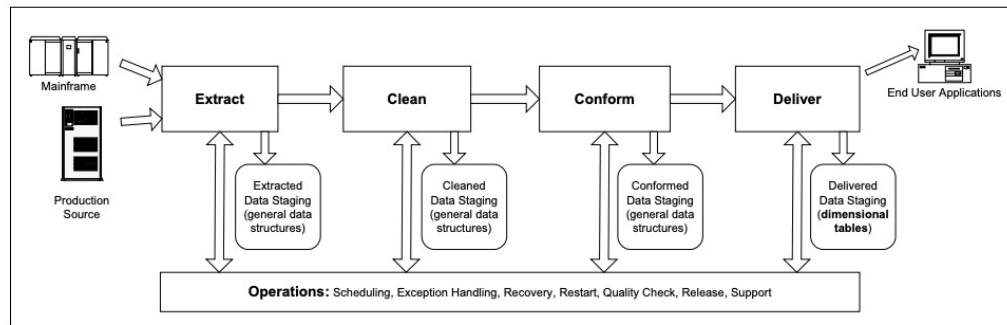 Mainframe
Production
Source
Extract
Clean
Conform
Deliver
End User Applications
Extracted
Data Staging
(general data
structures)
Cleaned
Data Staging
(general data
structures)
Conformed
Data Staging
(general data
structures)
Delivered
Data Staging
(dimensional
tables)
Operations: Scheduling, Exception Handling, Recovery, Restart, Quality Check, Release, Support